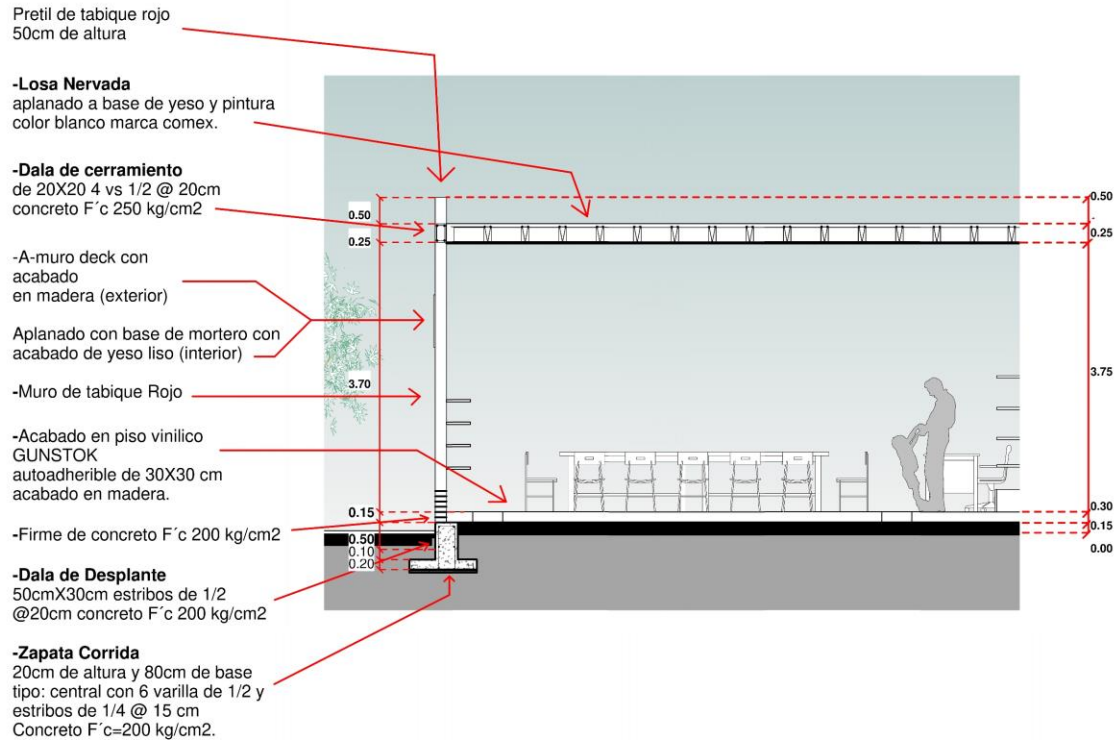 Pretil de tabique rojo
50cm de altura
-Losa Nervada
aplanado a base de yeso y pintura
color blanco marca comex.
-Dala de cerramiento
de 20X20 4 vs 1/2 @ 20cm
concreto F´c 250 kg/cm2
-A-muro deck con
acabado
en madera (exterior)
Aplanado con base de mortero con
acabado de yeso liso (interior)
-Muro de tabique Rojo
-Acabado en piso vinilico
GUNSTOK
autoadherible de 30X30 cm
acabado en madera.
-Firme de concreto F´c 200 kg/cm2
-Dala de Desplante
50cmX30cm estribos de 1/2
@20cm concreto F´c 200 kg/cm2
-Zapata Corrida
20cm de altura y 80cm de base
tipo: central con 6 varilla de 1/2 y
estribos de 1/4 @ 15 cm
Concreto F´c=200 kg/cm2.
0.50
0.25
3.70
0.15
0.50
0.10
0.20
0.50
0.25
3.75
0.30
0.15
0.00